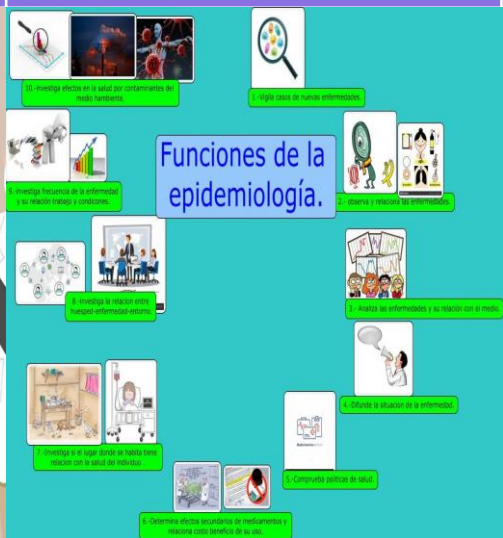 Funciones de la
epidemiología.
1.-Vigila casos de nuevas enfermedades.
2.- observa y relaciona las enfermedades.
3.- Analiza las enfermedades y su relación con el medio.
4.-Difunde la situacion de la enfermedad.
5.-Comprueba políticas de salud.
6.-Determina efectos secundarios de medicamentos y
relaciona costo beneficio de su uso.
7.-Investiga si el lugar donde se habita tiene
relacion con la salud del individuo .
8.-Investiga la relacion entre
huesped-enfermedad-entorno.
9.-Investiga frecuencia de la enfermedad
y su relación trabajo y condicones.
10.-Investiga efectos en la salud por contaminantes del
medio hambiente.